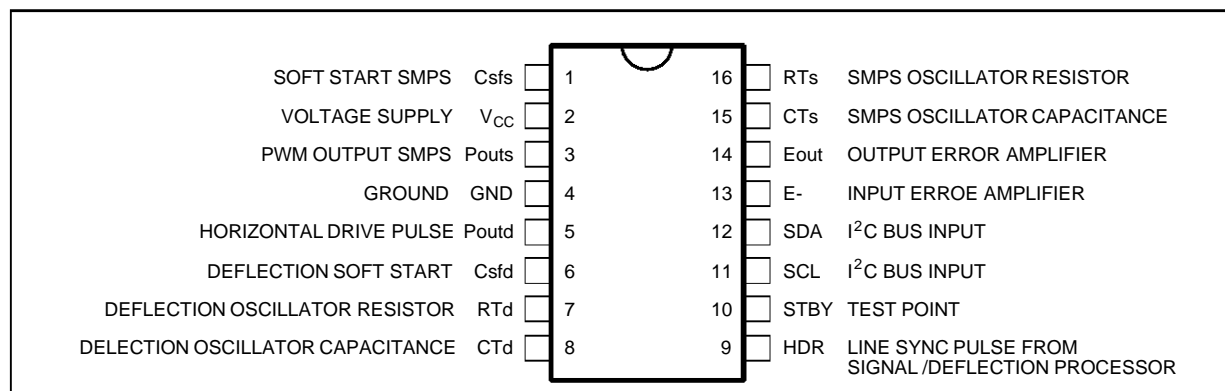 SOFT START SMPS Csfs 1 16 RTs SMPS OSCILLATOR RESISTOR
VOLTAGE SUPPLY VCC 2 15 CTs SMPS OSCILLATOR CAPACITANCE
PWM OUTPUT SMPS Pouts 3 14 Eout OUTPUT ERROR AMPLIFIER
GROUND GND 4 13 E- INPUT ERROE AMPLIFIER
HORIZONTAL DRIVE PULSE Poutd 5 12 SDA I2C BUS INPUT
DEFLECTION SOFT START Csfd 6 11 SCL I2C BUS INPUT
DEFLECTION OSCILLATOR RESISTOR RTd 7 10 STBY TEST POINT
DELECTION OSCILLATOR CAPACITANCE CTd 8 9 HDR LINE SYNC PULSE FROM
SIGNAL /DEFLECTION PROCESSOR